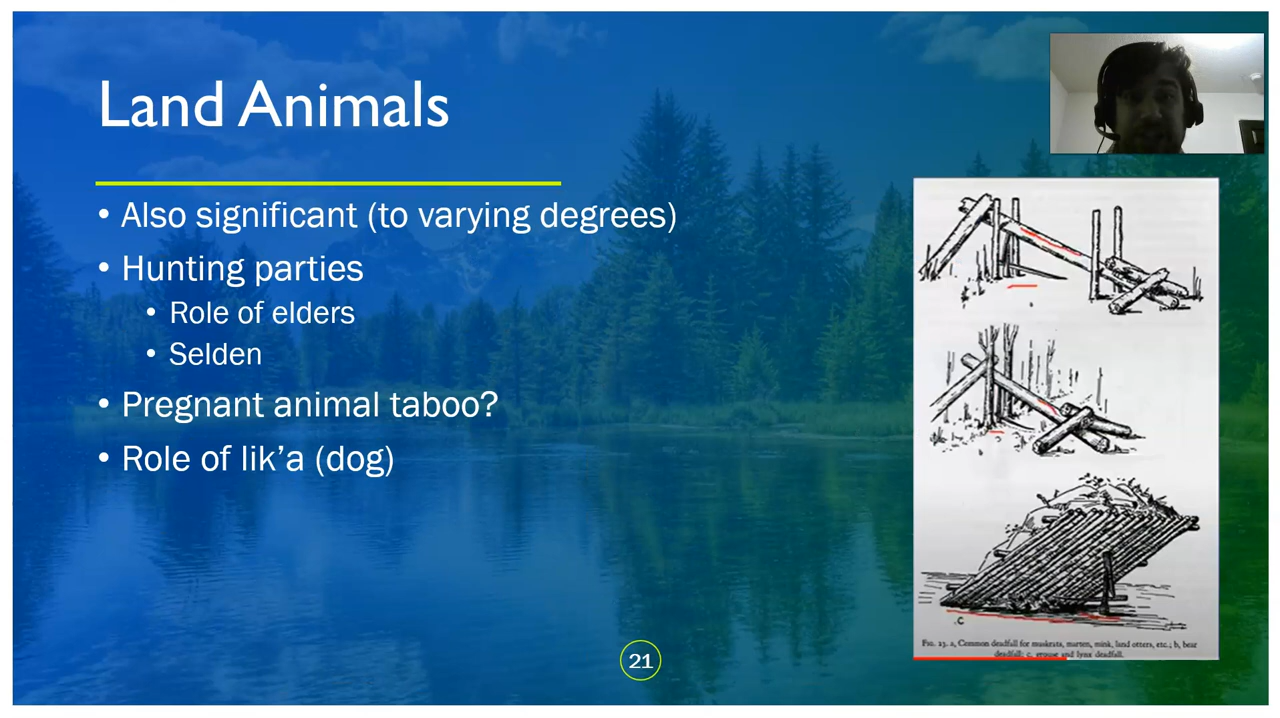 Land Animals
• Also significant (to varying degrees)
• Hunting parties
• Role of elders
• Selden
• Pregnant animal taboo?
• Role of lik’a (dog)
C
FIG. 23. a, Common deadfall for muskrats, marten, mink, land otters, etc.; b, bear
deadfall; c, grouse and lynx deadfall.
21